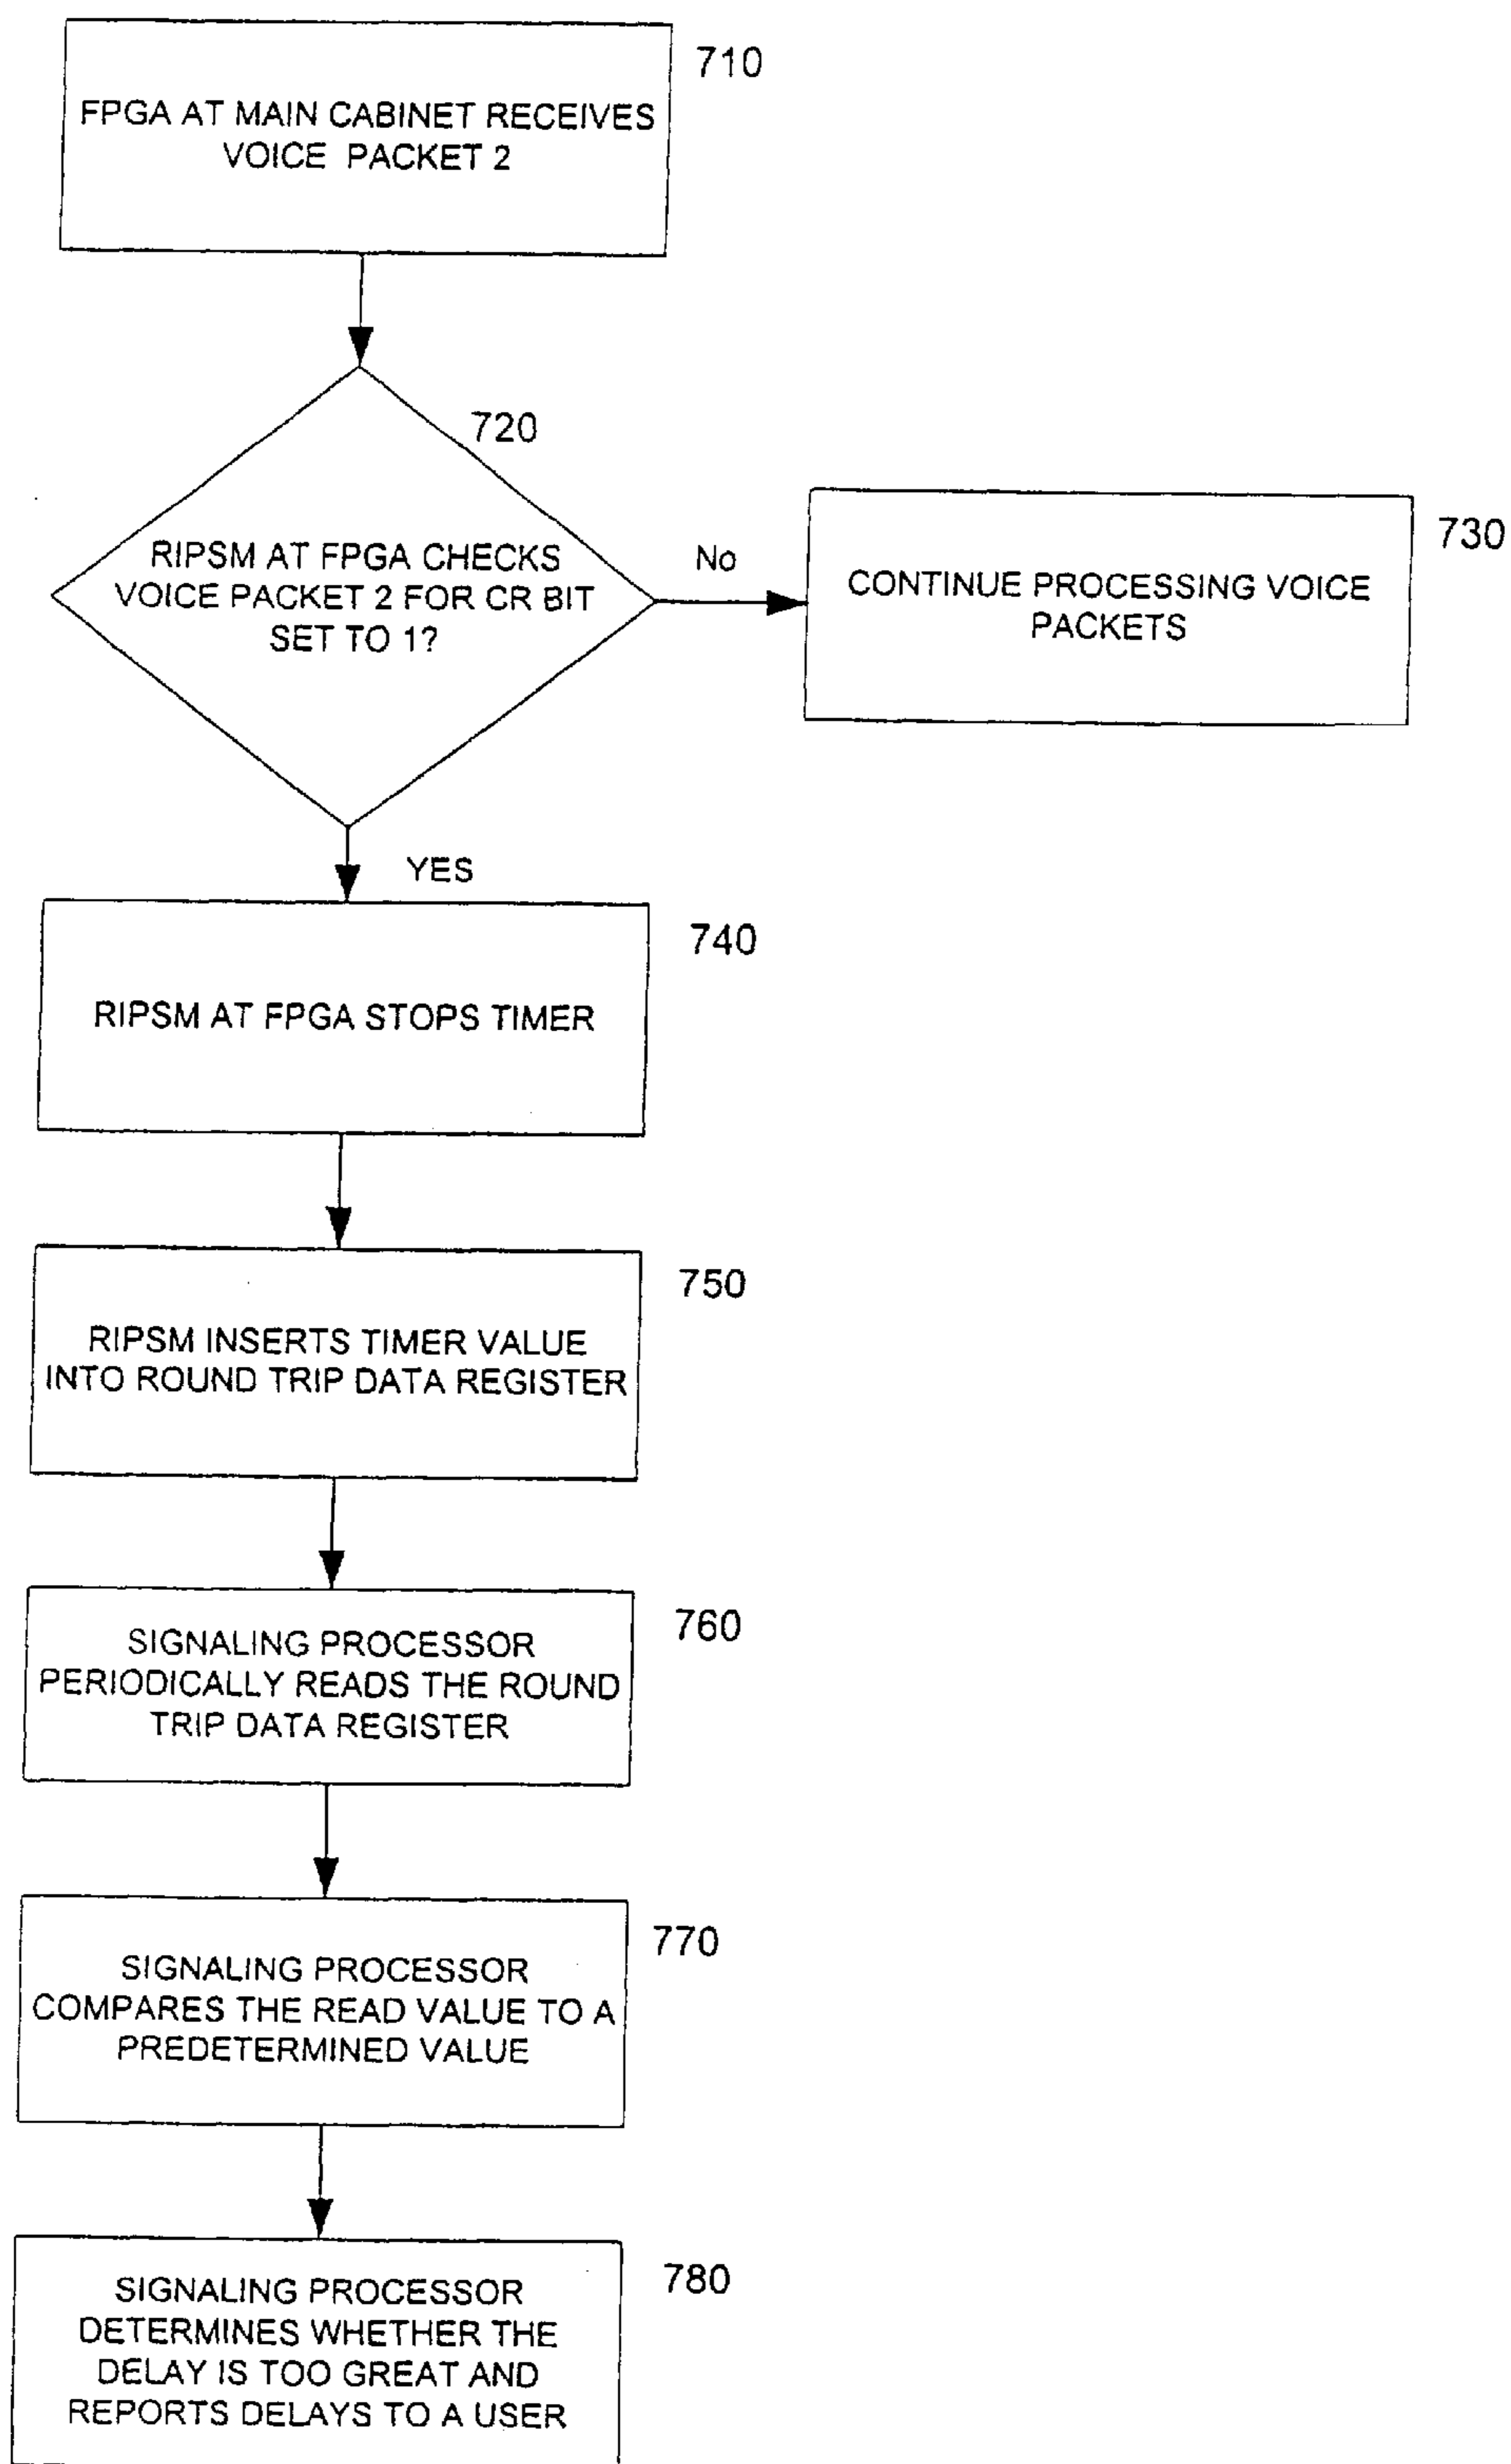 710
FPGA AT MAIN CABINET RECEIVES
VOICE PACKET 2
720
RIPSM AT FPGA CHECKS
VOICE PACKET 2 FOR CR BIT
SET TO 1?
No
730
CONTINUE PROCESSING VOICE
PACKETS
YES
740
RIPSM AT FPGA STOPS TIMER
750
RIPSM INSERTS TIMER VALUE
INTO ROUND TRIP DATA REGISTER
760
SIGNALING PROCESSOR
PERIODICALLY READS THE ROUND
TRIP DATA REGISTER
770
SIGNALING PROCESSOR
COMPARES THE READ VALUE TO A
PREDETERMINED VALUE
780
SIGNALING PROCESSOR
DETERMINES WHETHER THE
DELAY IS TOO GREAT AND
REPORTS DELAYS TO A USER